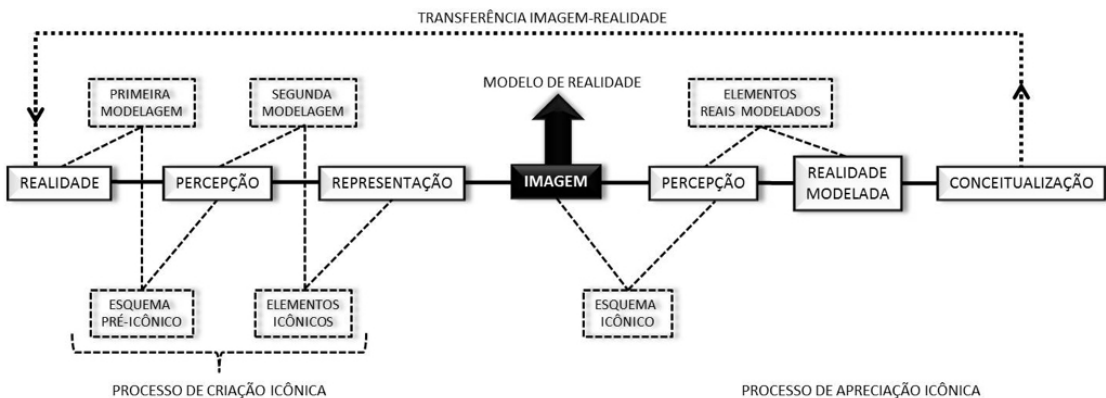 TRANSFERÊNCIA IMAGEM-REALIDADE
PRIMEIRA
MODELAGEM
SEGUNDA
MODELAGEM
MODELO DE REALIDADE
ELEMENTOS
REAIS MODELADOS
REALIDADE
PERCEPÇÃO
REPRESENTAÇÃO
IMAGEM
PERCEPÇÃO
REALIDADE
MODELADA
CONCEITUALIZAÇÃO
ESQUEMA
PRÉ-ICÔNICO
ELEMENTOS
ICÔNICOS
ESQUEMA
ICÔNICO
PROCESSO DE CRIAÇÃO ICÔNICA
PROCESSO DE APRECIAÇÃO ICÔNICA